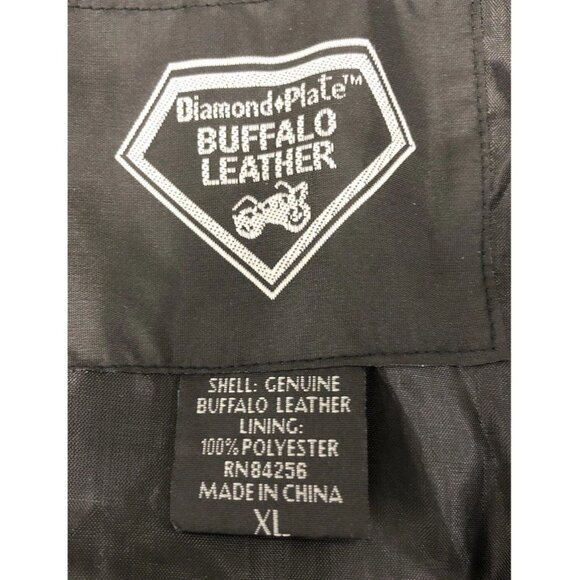 Diamond♦Plate™
BUFFALO
LEATHER
SHELL: GENUINE
BUFFALO LEATHER
LINING:
100% POLYESTER
RN84256
MADE IN CHINA
XL